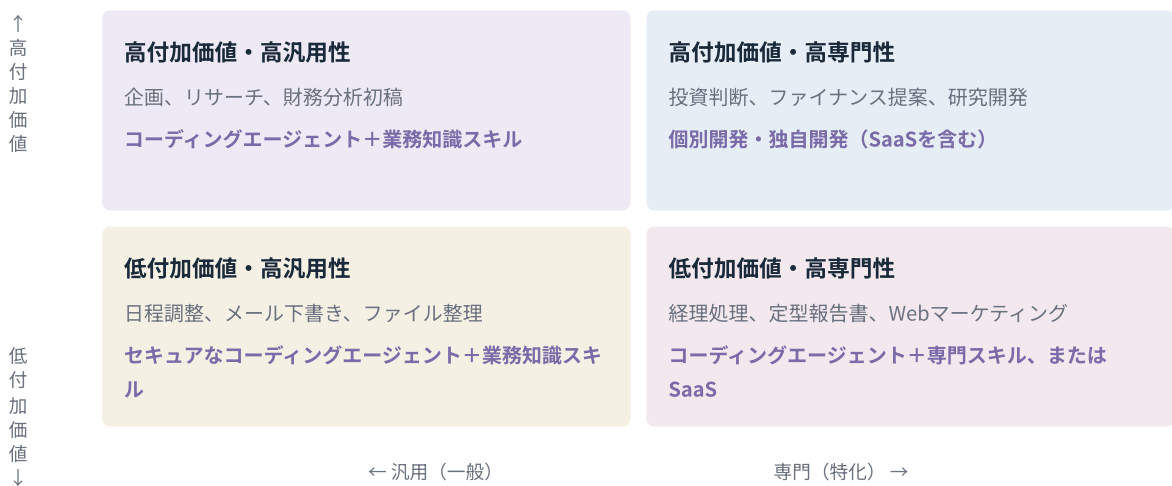 ↑高付加価値
高付加価値・高汎用性
企画、リサーチ、財務分析初稿
コーディングエージェント＋業務知識スキル
高付加価値・高専門性
投資判断、ファイナンス提案、研究開発
個別開発・独自開発（SaaSを含む）
低付加価値↓
低付加価値・高汎用性
日程調整、メール下書き、ファイル整理
セキュアなコーディングエージェント＋業務知識スキ
ル
低付加価値・高専門性
経理処理、定型報告書、Webマーケティング
コーディングエージェント＋専門スキル、または
SaaS
← 汎用（一般）
専門（特化） →